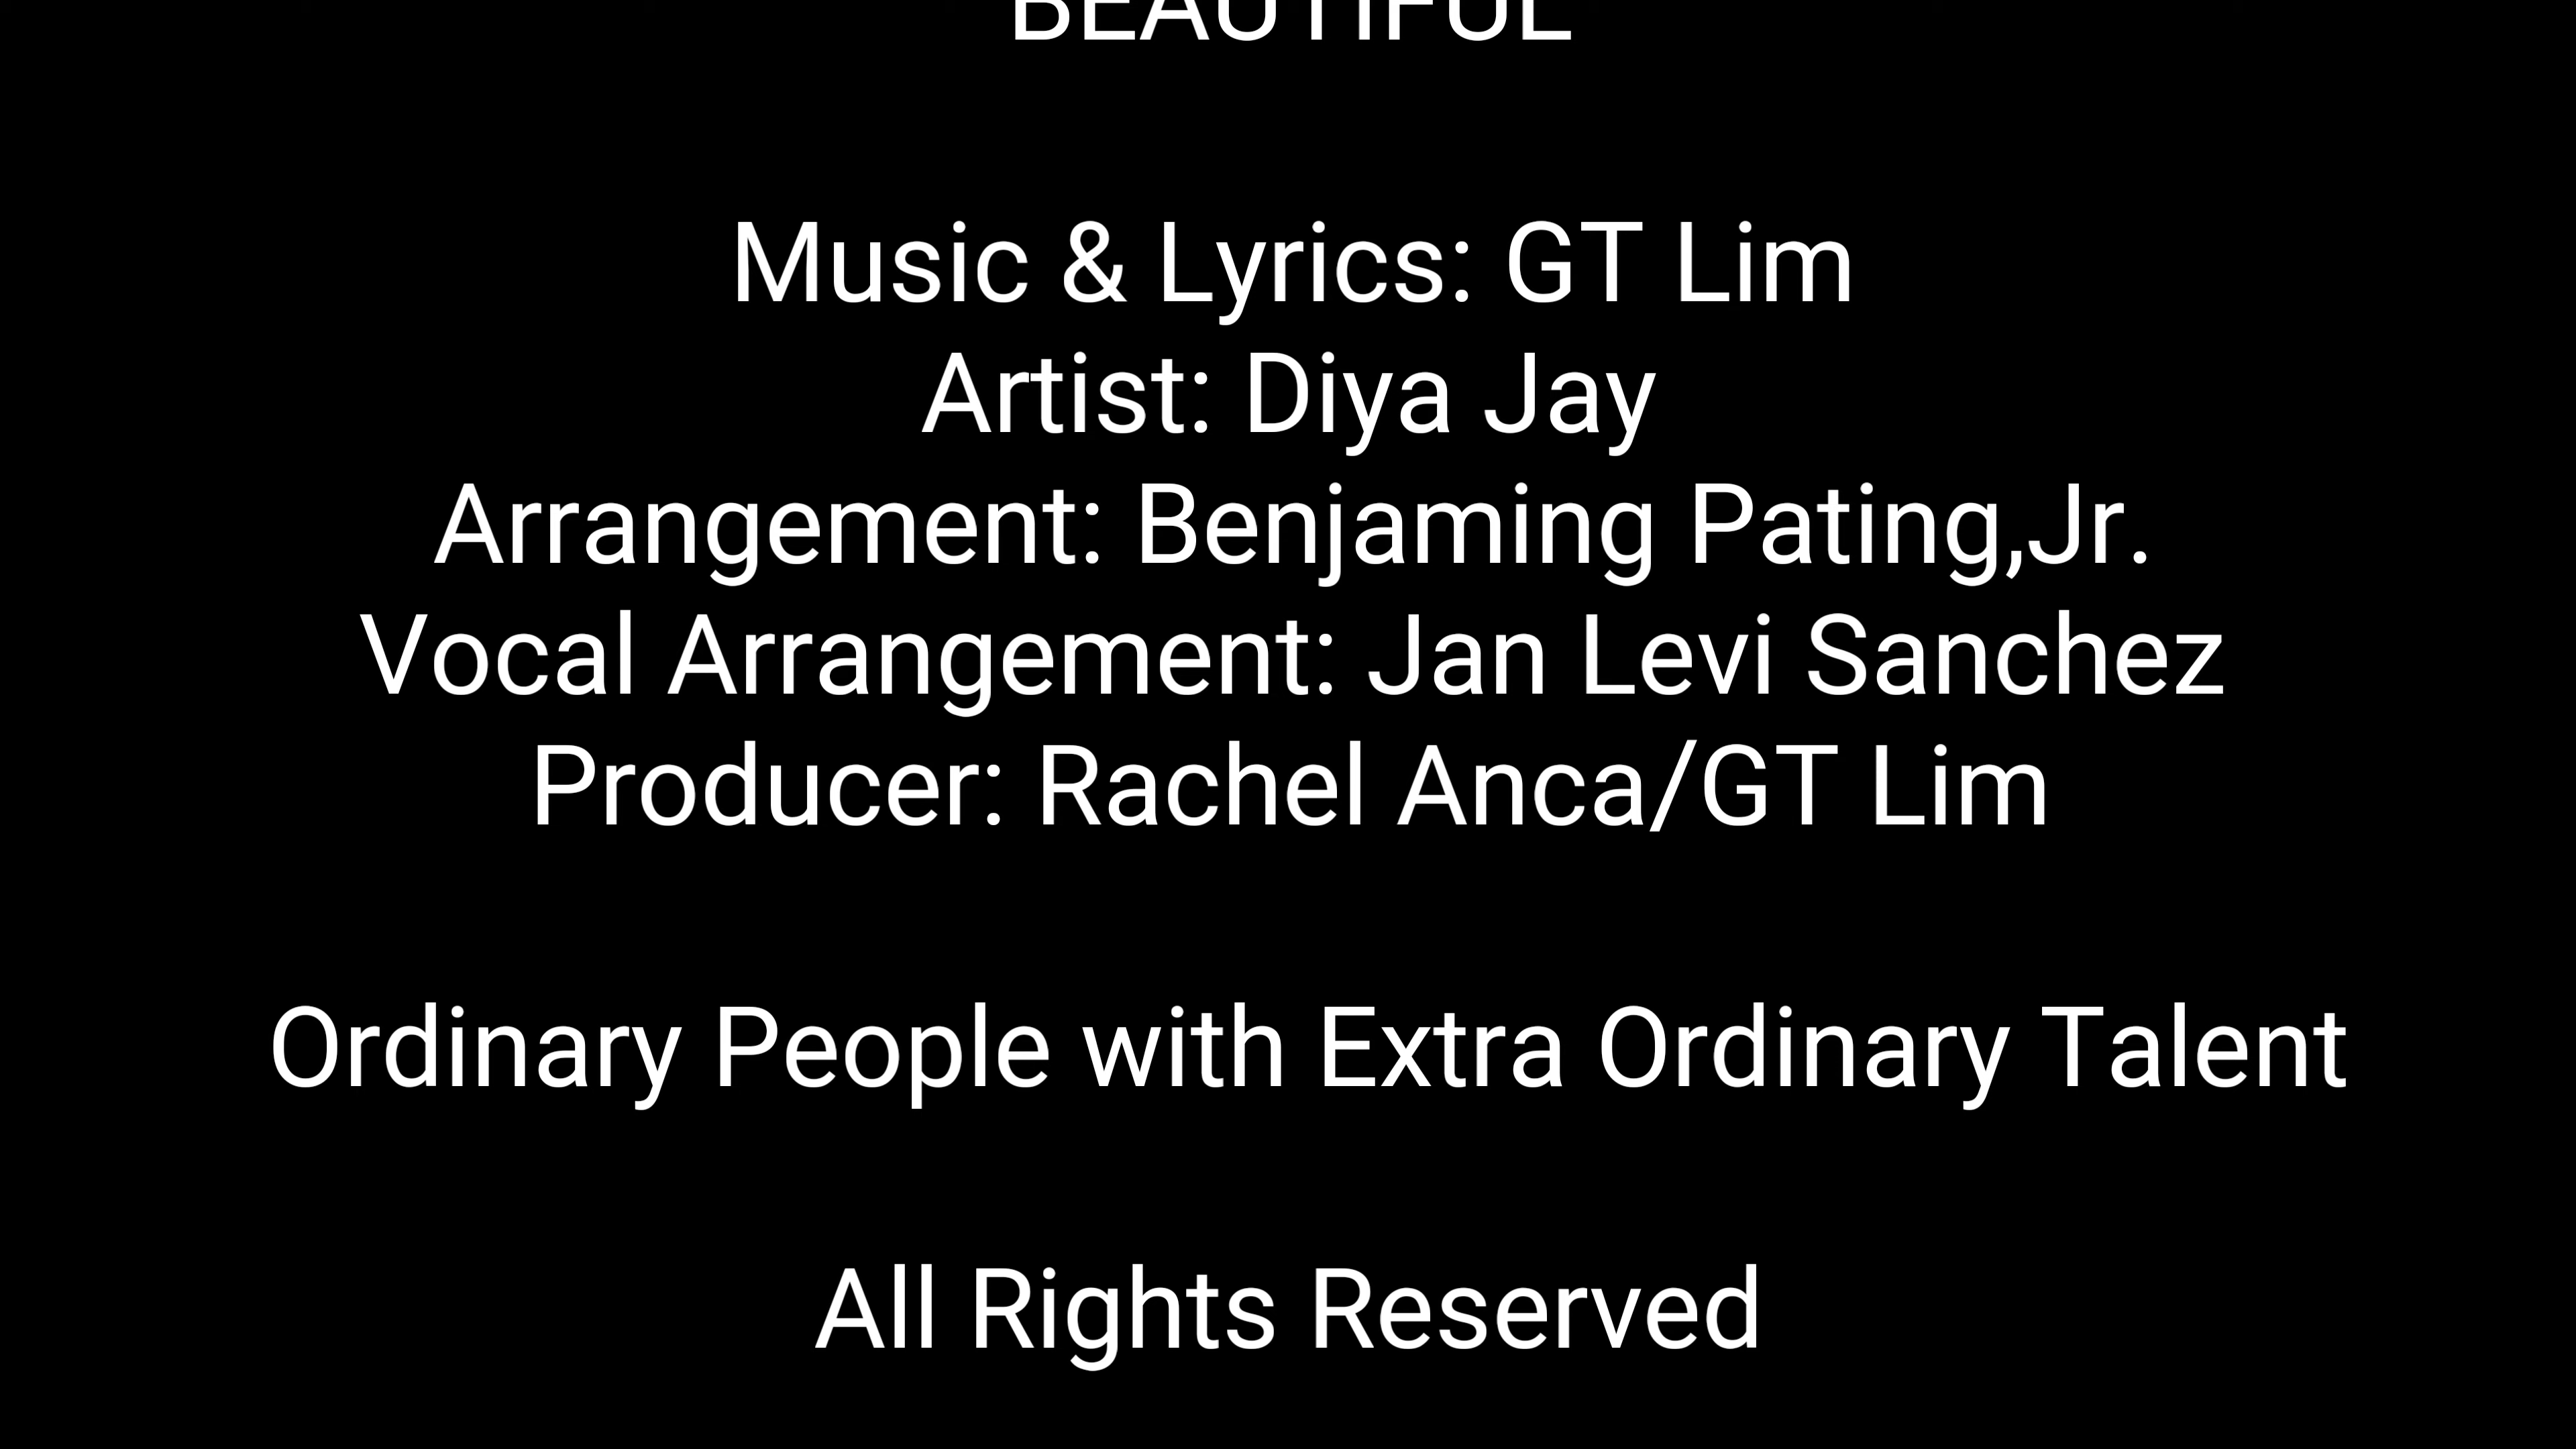 BEAUTIFUL
Music & Lyrics: GT Lim
Artist: Diya Jay
Arrangement: Benjaming Pating,Jr.
Vocal Arrangement: Jan Levi Sanchez
Producer: Rachel Anca/GT Lim
Ordinary People with Extra Ordinary Talent
All Rights Reserved